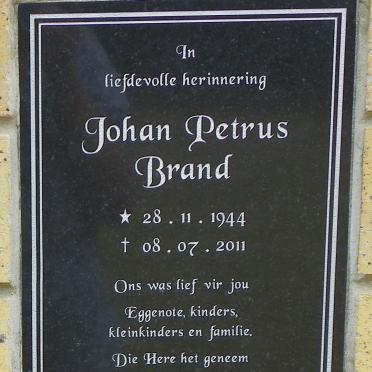 In
liefdevolle herinnering
Johan Petrus
Brand
★ 28 . 11 . 1944
† 08 . 07 . 2011
Ons was lief vir jou
Eggenote, kinders,
kleinkinders en familie.
Die Here het geneem